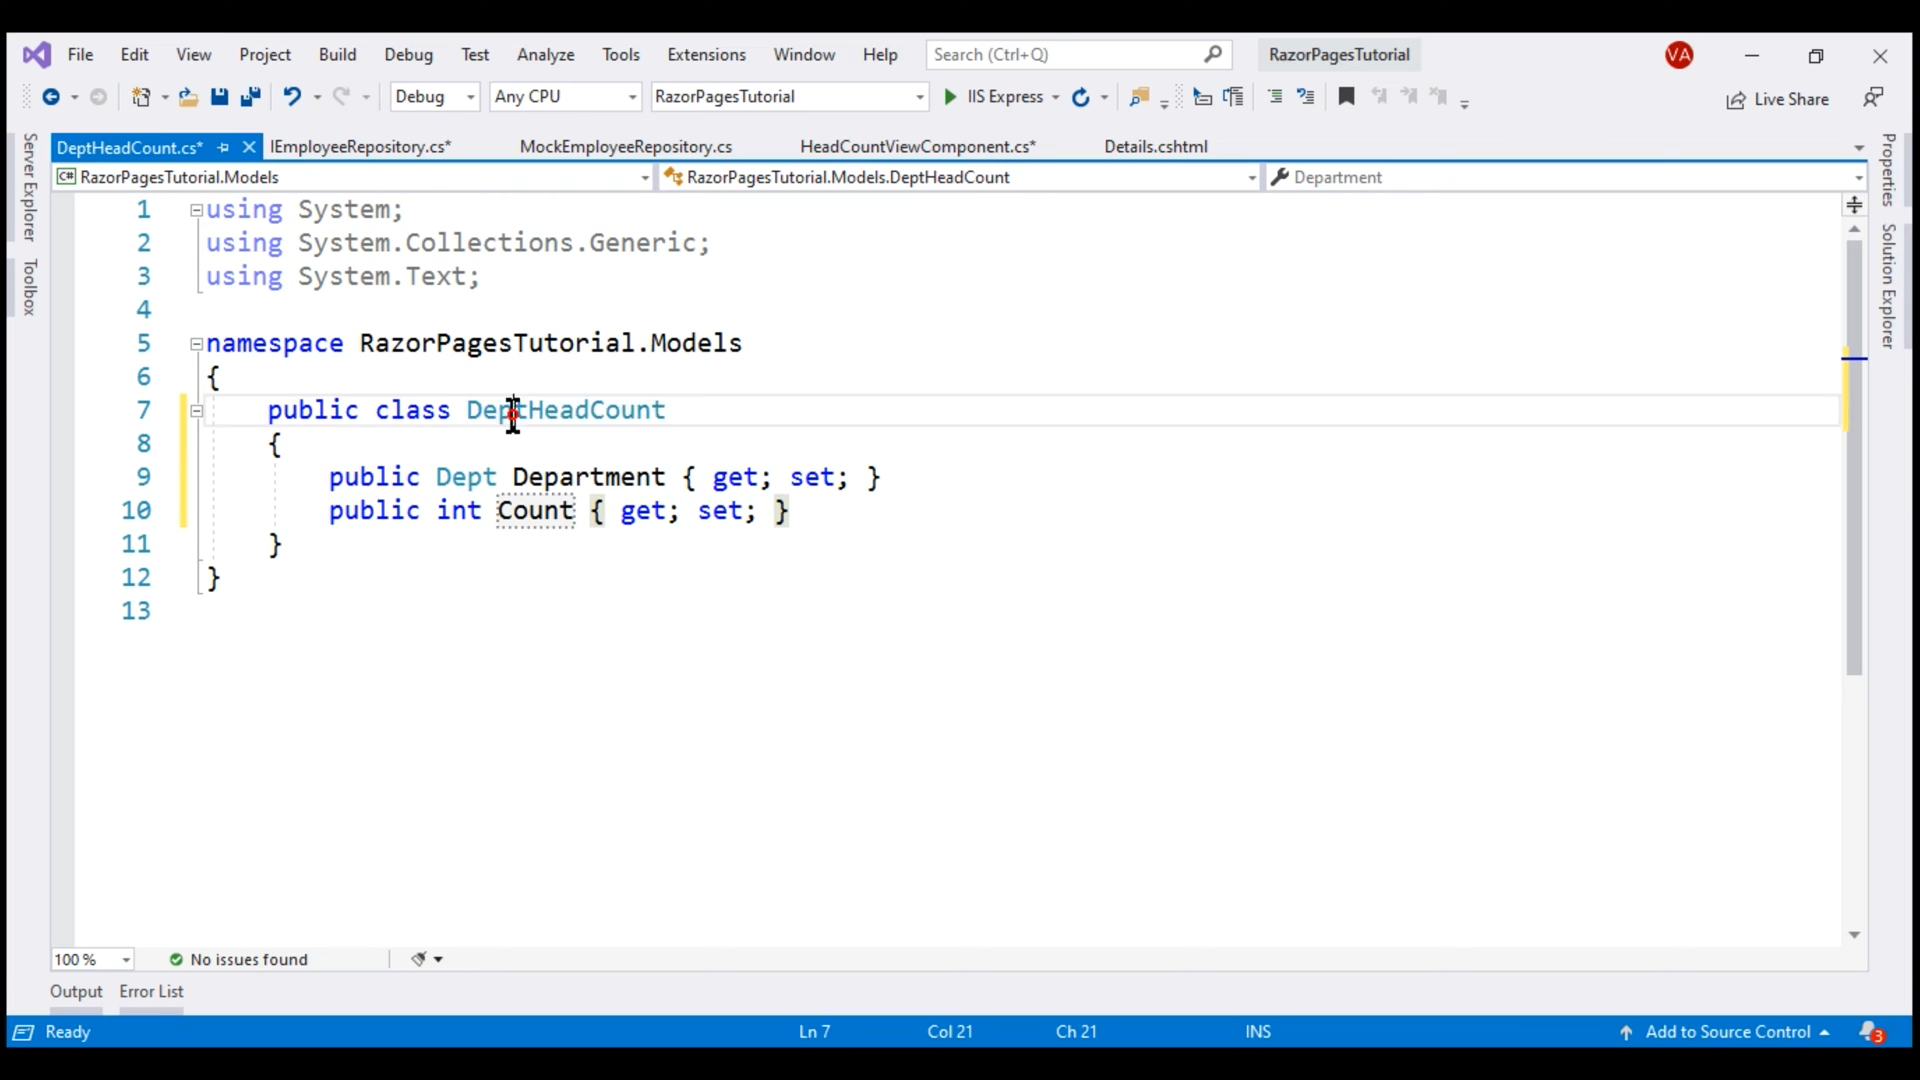 File Edit View Project Build Debug Test Analyze Tools Extensions Window Help Search (Ctrl+Q) RazorPagesTutorial VA
Debug Any CPU RazorPagesTutorial IIS Express Live Share
DeptHeadCount.cs* IEmployeeRepository.cs* MockEmployeeRepository.cs HeadCountViewComponent.cs* Details.cshtml
C# RazorPagesTutorial.Models RazorPagesTutorial.Models.DeptHeadCount Department
Server Explorer
Toolbox
1 using System;
2 using System.Collections.Generic;
3 using System.Text;
4
5 namespace RazorPagesTutorial.Models
6 {
7 public class DeptHeadCount
8 {
9 public Dept Department { get; set; }
10 public int Count { get; set; }
11 }
12 }
13
Properties
Solution Explorer
100 % No issues found
Output Error List
Ready Ln 7 Col 21 Ch 21 INS Add to Source Control 3